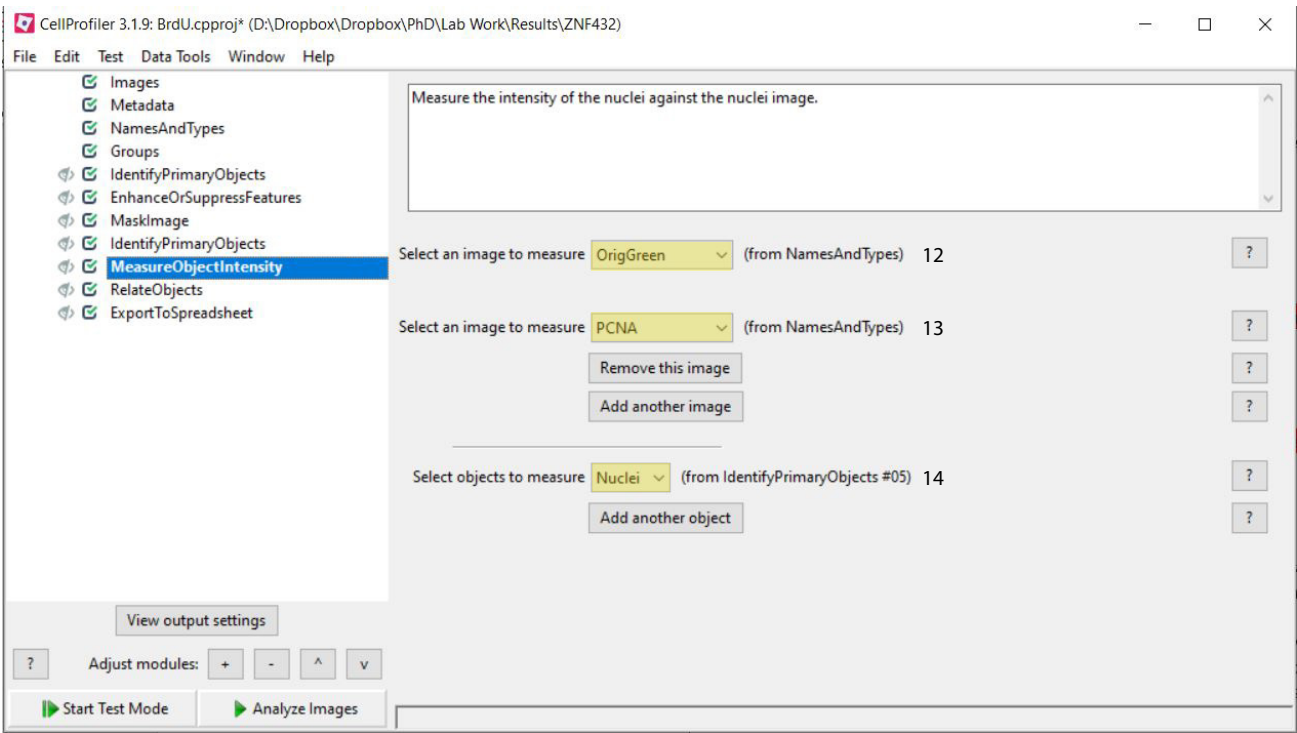 CellProfiler 3.1.9: BrdU.cpproj* (D:\Dropbox\Dropbox\PhD\Lab Work\Results\ZNF432)
File Edit Test Data Tools Window Help
Images
Metadata
NamesAndTypes
Groups
IdentifyPrimaryObjects
EnhanceOrSuppressFeatures
MaskImage
IdentifyPrimaryObjects
MeasureObjectIntensity
RelateObjects
ExportToSpreadsheet
View output settings
? Adjust modules: + - ^ v
Start Test Mode Analyze Images
Measure the intensity of the nuclei against the nuclei image.
Select an image to measure OrigGreen (from NamesAndTypes) 12 ?
Select an image to measure PCNA (from NamesAndTypes) 13 ?
Remove this image ?
Add another image ?
Select objects to measure Nuclei (from IdentifyPrimaryObjects #05) 14 ?
Add another object ?